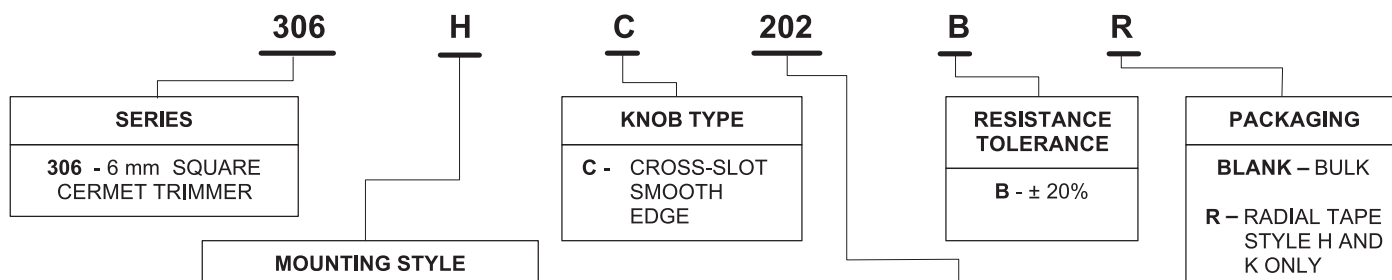 306 H C 202 B R
SERIES
306 - 6 mm SQUARE
CERMET TRIMMER
MOUNTING STYLE
KNOB TYPE
C - CROSS-SLOT
SMOOTH
EDGE
RESISTANCE
TOLERANCE
B - ± 20%
PACKAGING
BLANK – BULK
R – RADIAL TAPE
STYLE H AND
K ONLY